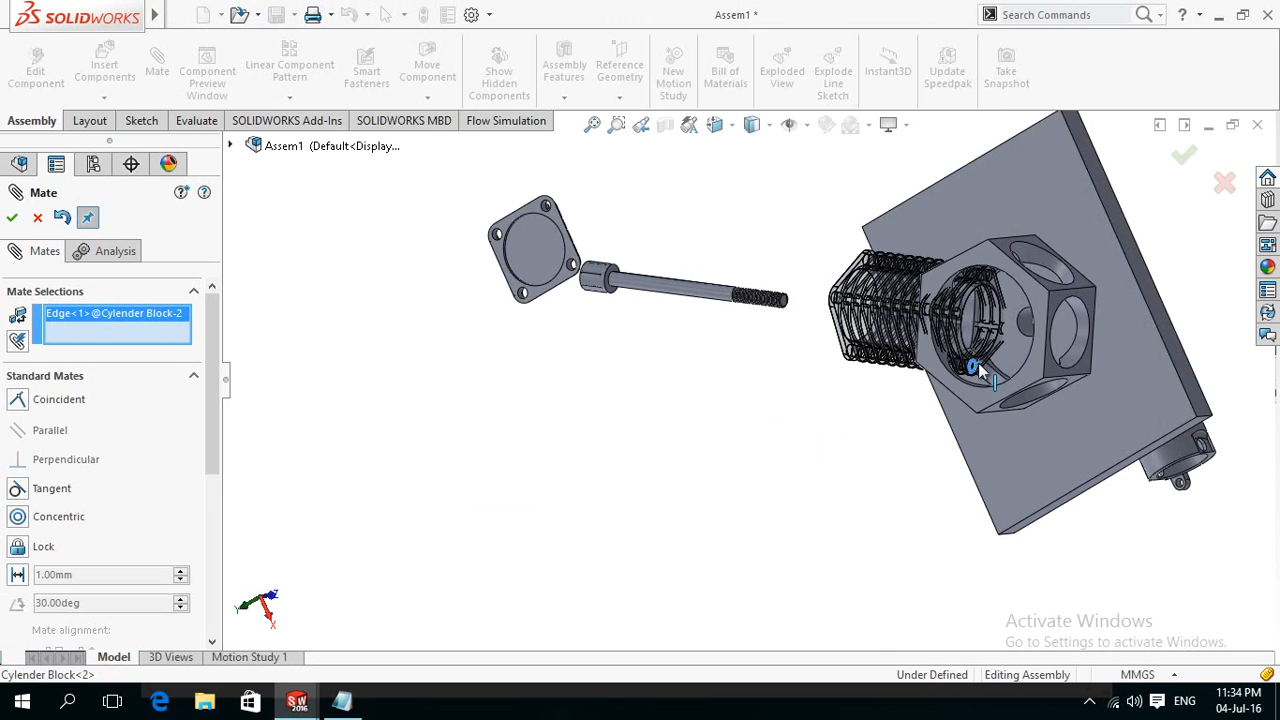 SOLIDWORKS
Assem1 *
Search Commands
?
Edit Component
Insert Components
Mate
Component Preview Window
Linear Component Pattern
Smart Fasteners
Move Component
Show Hidden Components
Assembly Features
Reference Geometry
New Motion Study
Bill of Materials
Exploded View
Explode Line Sketch
Instant3D
Update Speedpak
Take Snapshot
Assembly
Layout
Sketch
Evaluate
SOLIDWORKS Add-Ins
SOLIDWORKS MBD
Flow Simulation
Assem1 (Default<Display...
Mate
Mates
Analysis
Mate Selections
Edge<1>@Cylender Block-2
Standard Mates
Coincident
Parallel
Perpendicular
Tangent
Concentric
Lock
1.00mm
30.00deg
Mate alignment:
Y
Z
X
Activate Windows
Go to Settings to activate Windows.
Model
3D Views
Motion Study 1
Cylender Block<2>
Under Defined
Editing Assembly
MMGS
SW
2016
ENG
11:34 PM
04-Jul-16